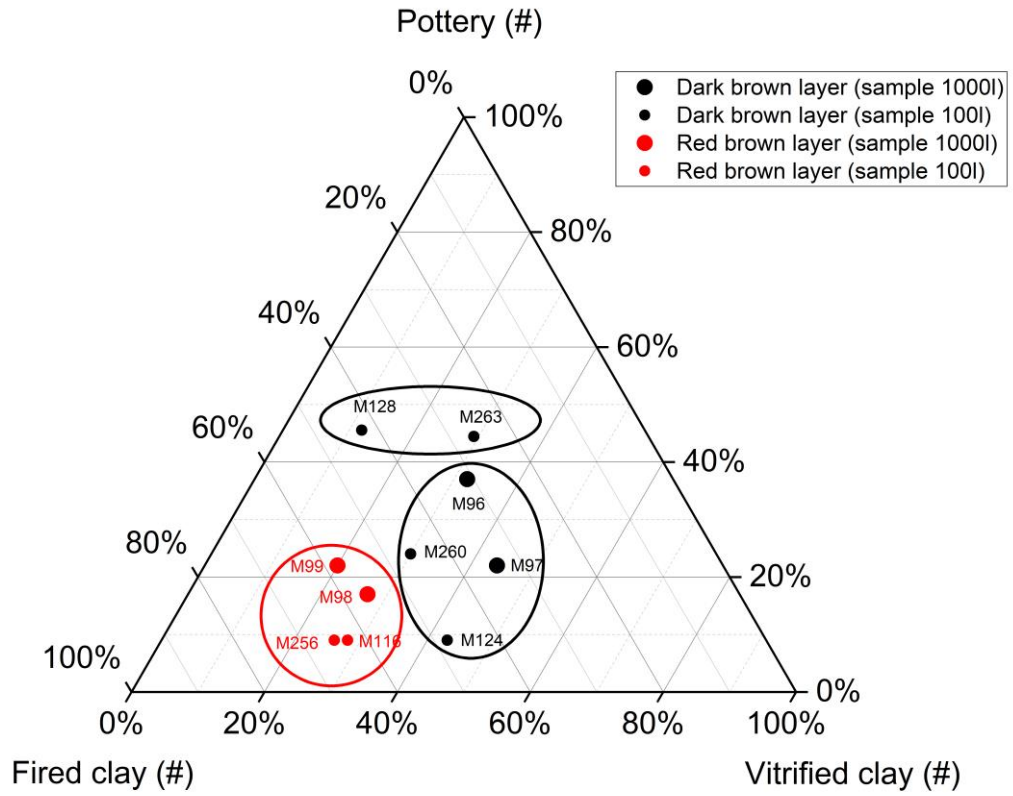 Pottery (#)
Dark brown layer (sample 1000l)
Dark brown layer (sample 100l)
Red brown layer (sample 1000l)
Red brown layer (sample 100l)
0%
100%
20%
80%
40%
60%
M128
M263
60%
40%
M96
M260
M97
80%
M99
20%
M98
M256
M116
M124
100%
0%
0%
20%
40%
60%
80%
100%
Fired clay (#)
Vitrified clay (#)